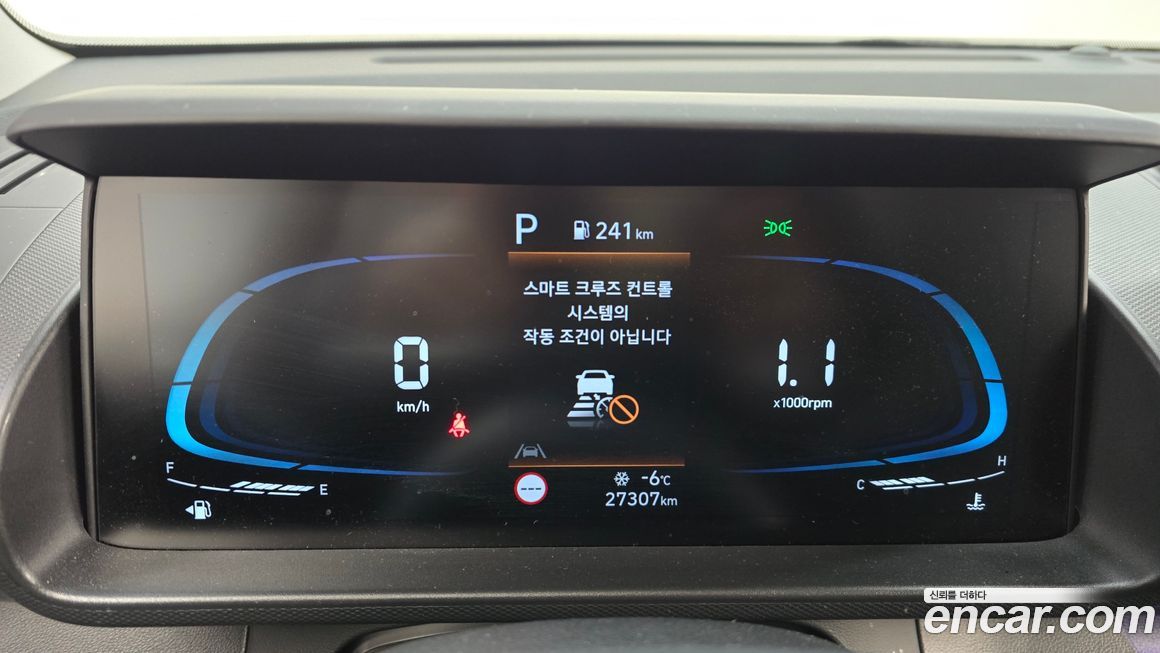 P 241 km
스마트 크루즈 컨트롤
시스템의
작동 조건이 아닙니다
0
km/h
1.1
x1000rpm
F
E
C
H
---
-6°C
27307 km
신뢰를 더하다
encar.com